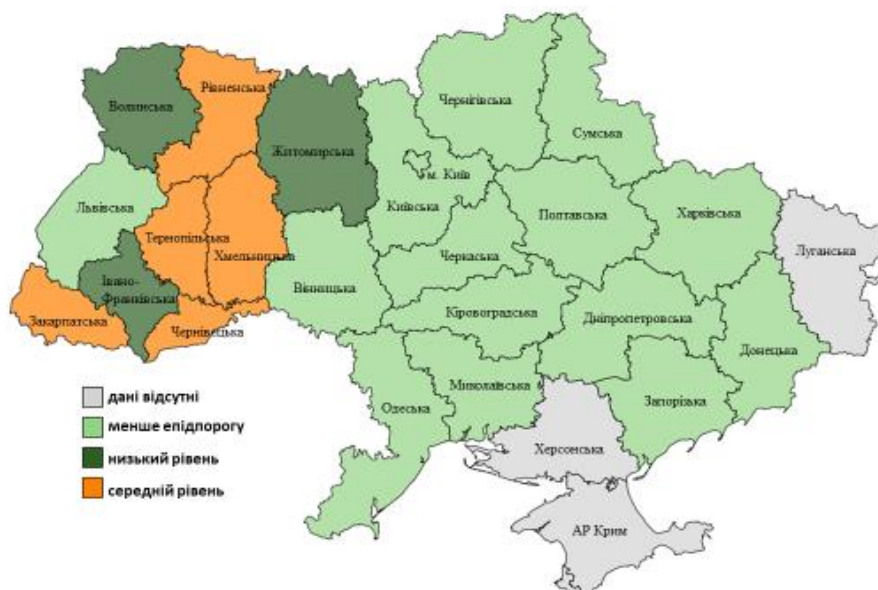 Волинська
Рівненська
Житомирська
Чернігівська
Сумська
м. Київ
Київська
Львівська
Тернопільська
Хмельницька
Полтавська
Харківська
Луганська
Черкаська
Вінницька
Івано-
Франківська
Закарпатська
Чернівецька
Кіровоградська
Дніпропетровська
Донецька
Миколаївська
Запорізька
Одеська
Херсонська
АР Крим
дані відсутні
менше епідпорогу
низький рівень
середній рівень